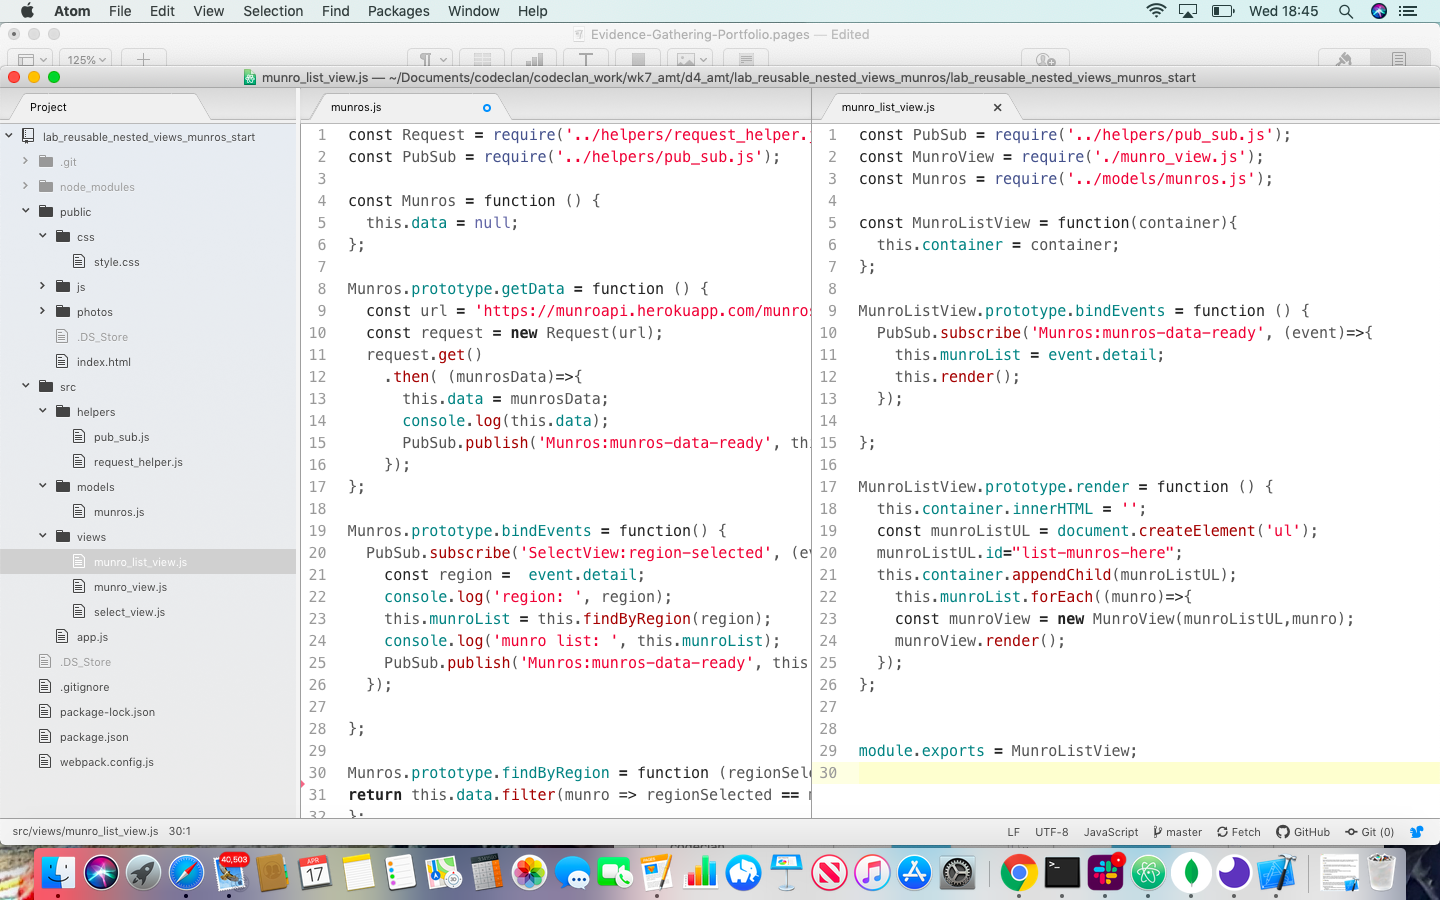 Atom File Edit View Selection Find Packages Window Help Wed 18:45
Evidence-Gathering-Portfolio.pages — Edited
125%
munro_list_view.js — ~/Documents/codeclan/codeclan_work/wk7_amt/d4_amt/lab_reusable_nested_views_munros/lab_reusable_nested_views_munros_start
Project
lab_reusable_nested_views_munros_start
.git
node_modules
public
css
style.css
js
photos
.DS_Store
index.html
src
helpers
pub_sub.js
request_helper.js
models
munros.js
views
munro_list_view.js
munro_view.js
select_view.js
app.js
.DS_Store
.gitignore
package-lock.json
package.json
webpack.config.js
munros.js
1 const Request = require('../helpers/request_helper.
2 const PubSub = require('../helpers/pub_sub.js');
3
4 const Munros = function () {
5 this.data = null;
6 };
7
8 Munros.prototype.getData = function () {
9 const url = 'https://munroapi.herokuapp.com/munros
10 const request = new Request(url);
11 request.get()
12 .then( (munrosData)=>{
13 this.data = munrosData;
14 console.log(this.data);
15 PubSub.publish('Munros:munros-data-ready', thi
16 });
17 };
18
19 Munros.prototype.bindEvents = function() {
20 PubSub.subscribe('SelectView:region-selected', (ev
21 const region =  event.detail;
22 console.log('region: ', region);
23 this.munroList = this.findByRegion(region);
24 console.log('munro list: ', this.munroList);
25 PubSub.publish('Munros:munros-data-ready', this
26 });
27
28 };
29
30 Munros.prototype.findByRegion = function (regionSele
31 return this.data.filter(munro => regionSelected ==
32 };
munro_list_view.js
1 const PubSub = require('../helpers/pub_sub.js');
2 const MunroView = require('./munro_view.js');
3 const Munros = require('../models/munros.js');
4
5 const MunroListView = function(container){
6 this.container = container;
7 };
8
9 MunroListView.prototype.bindEvents = function () {
10 PubSub.subscribe('Munros:munros-data-ready', (event)=>{
11 this.munroList = event.detail;
12 this.render();
13 });
14
15 };
16
17 MunroListView.prototype.render = function () {
18 this.container.innerHTML = '';
19 const munroListUL = document.createElement('ul');
20 munroListUL.id="list-munros-here";
21 this.container.appendChild(munroListUL);
22 this.munroList.forEach((munro)=>{
23 const munroView = new MunroView(munroListUL,munro);
24 munroView.render();
25 });
26 };
27
28
29 module.exports = MunroListView;
30
src/views/munro_list_view.js 30:1 LF UTF-8 JavaScript master Fetch GitHub Git (0)
40,503
APR
17